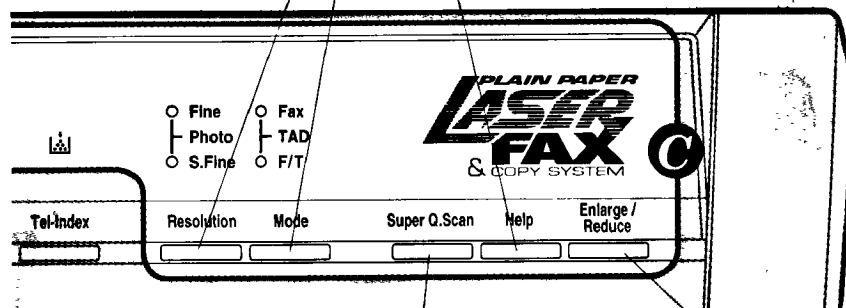 PLAIN PAPER
LASER
FAX
& COPY SYSTEM
C
Fine
Photo
S.Fine
Fax
TAD
F/T
Tel-Index
Resolution
Mode
Super Q.Scan
Help
Enlarge /
Reduce